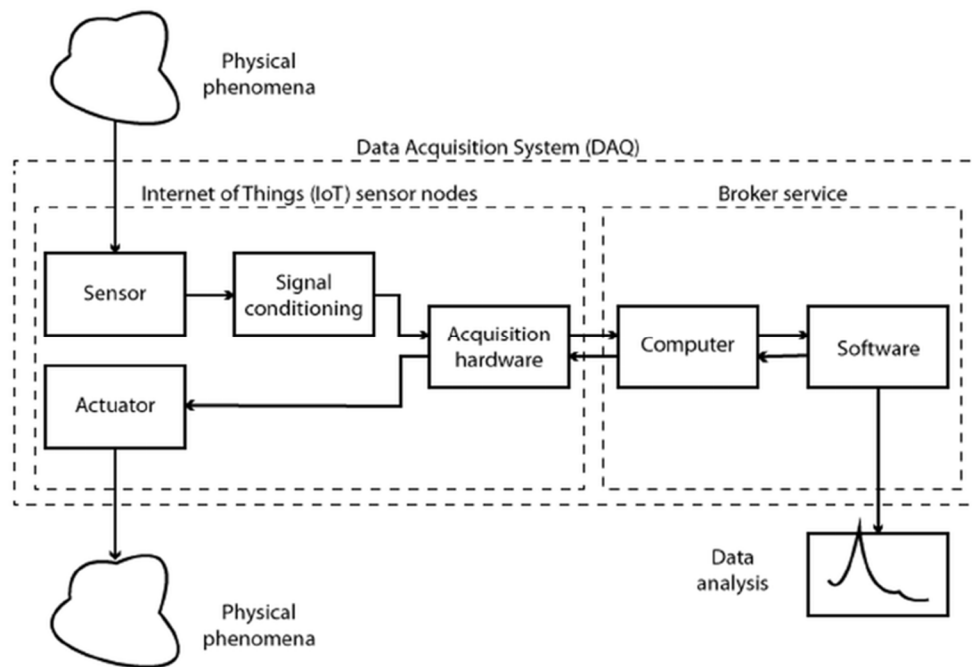 Physical
phenomena
Data Acquisition System (DAQ)
Internet of Things (IoT) sensor nodes
Broker service
Sensor
Signal
conditioning
Acquisition
hardware
Computer
Software
Actuator
Data
analysis
Physical
phenomena